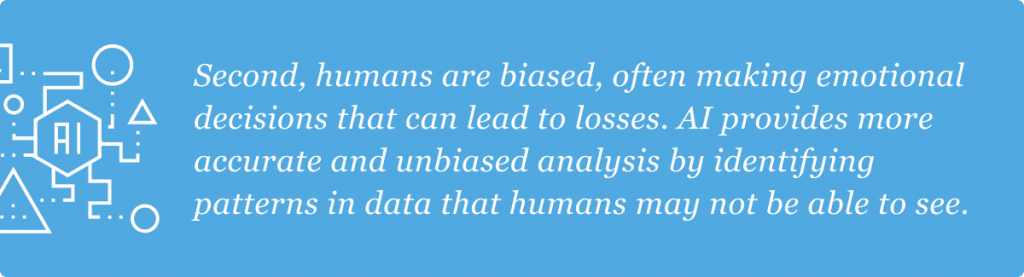 AI
Second, humans are biased, often making emotional
decisions that can lead to losses. AI provides more
accurate and unbiased analysis by identifying
patterns in data that humans may not be able to see.